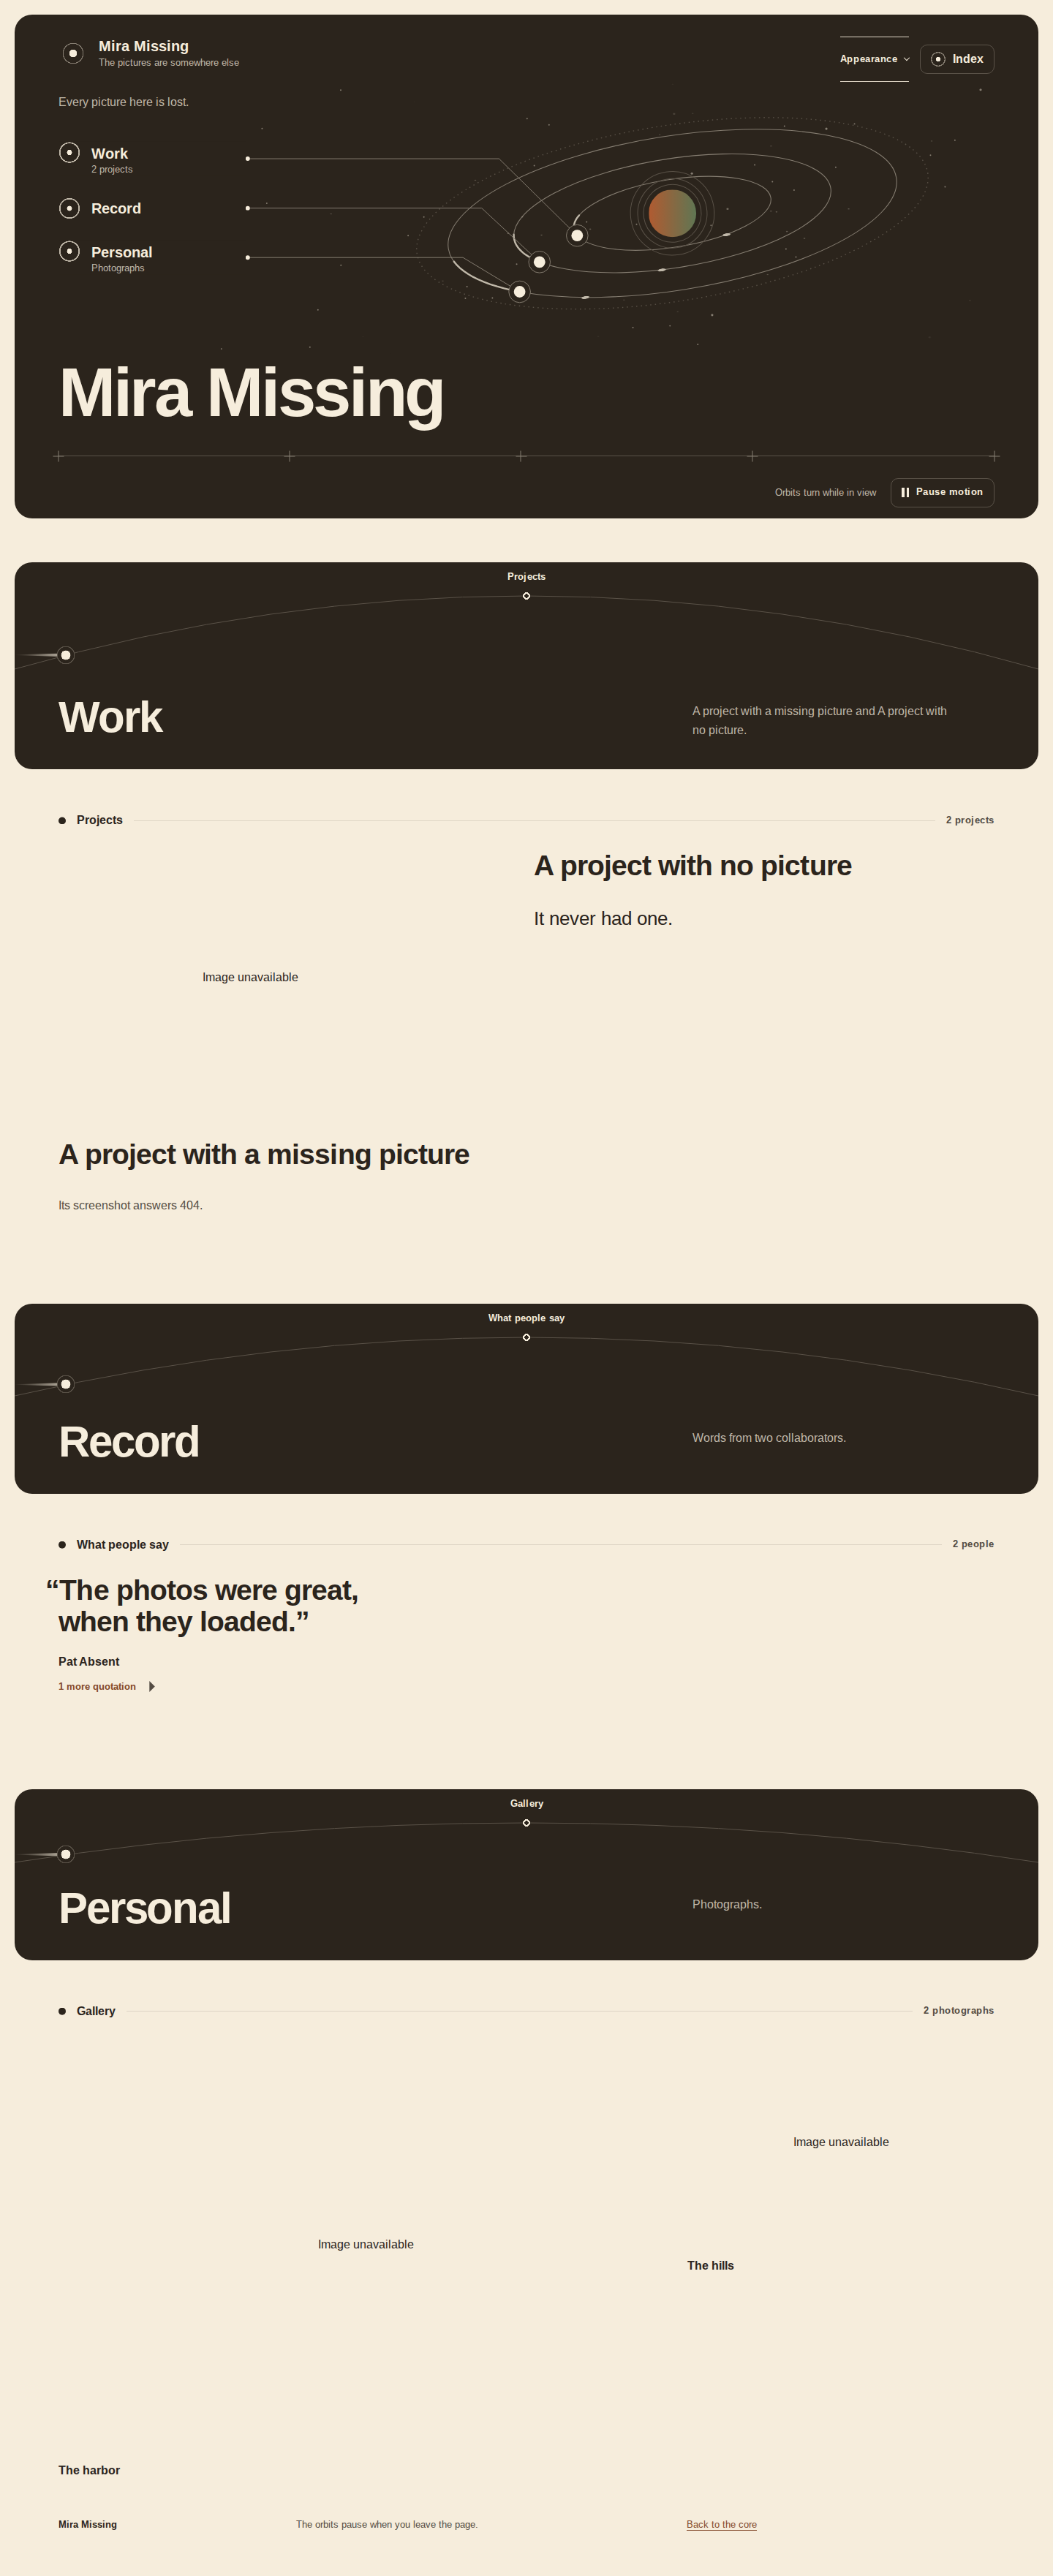 Mira Missing
The pictures are somewhere else
Appearance
Index
Every picture here is lost.
Work
2 projects
Record
Personal
Photographs
Mira Missing
Orbits turn while in view
Pause motion
Projects
Work
A project with a missing picture and A project with
no picture.
Projects
2 projects
A project with no picture
It never had one.
Image unavailable
A project with a missing picture
Its screenshot answers 404.
What people say
Record
Words from two collaborators.
What people say
2 people
“The photos were great,
when they loaded.”
Pat Absent
1 more quotation
Gallery
Personal
Photographs.
Gallery
2 photographs
Image unavailable
Image unavailable
The hills
The harbor
Mira Missing
The orbits pause when you leave the page.
Back to the core